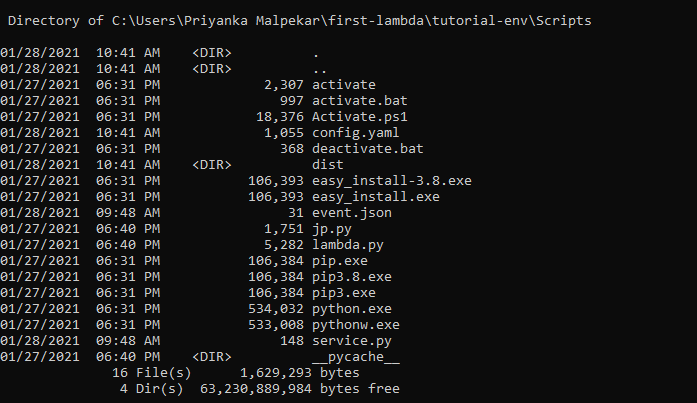 Directory of C:\Users\Priyanka Malpekar\first-lambda\tutorial-env\Scripts
01/28/2021  10:41 AM    <DIR>          .
01/28/2021  10:41 AM    <DIR>          ..
01/27/2021  06:31 PM             2,307 activate
01/27/2021  06:31 PM               997 activate.bat
01/27/2021  06:31 PM            18,376 Activate.ps1
01/28/2021  10:41 AM             1,055 config.yaml
01/27/2021  06:31 PM               368 deactivate.bat
01/28/2021  10:41 AM    <DIR>          dist
01/27/2021  06:31 PM           106,393 easy_install-3.8.exe
01/27/2021  06:31 PM           106,393 easy_install.exe
01/28/2021  09:48 AM                31 event.json
01/27/2021  06:40 PM             1,751 jp.py
01/27/2021  06:40 PM             5,282 lambda.py
01/27/2021  06:31 PM           106,384 pip.exe
01/27/2021  06:31 PM           106,384 pip3.8.exe
01/27/2021  06:31 PM           106,384 pip3.exe
01/27/2021  06:31 PM           534,032 python.exe
01/27/2021  06:31 PM           533,008 pythonw.exe
01/28/2021  09:48 AM               148 service.py
01/27/2021  06:40 PM    <DIR>          __pycache__
              16 File(s)      1,629,293 bytes
               4 Dir(s)  63,230,889,984 bytes free